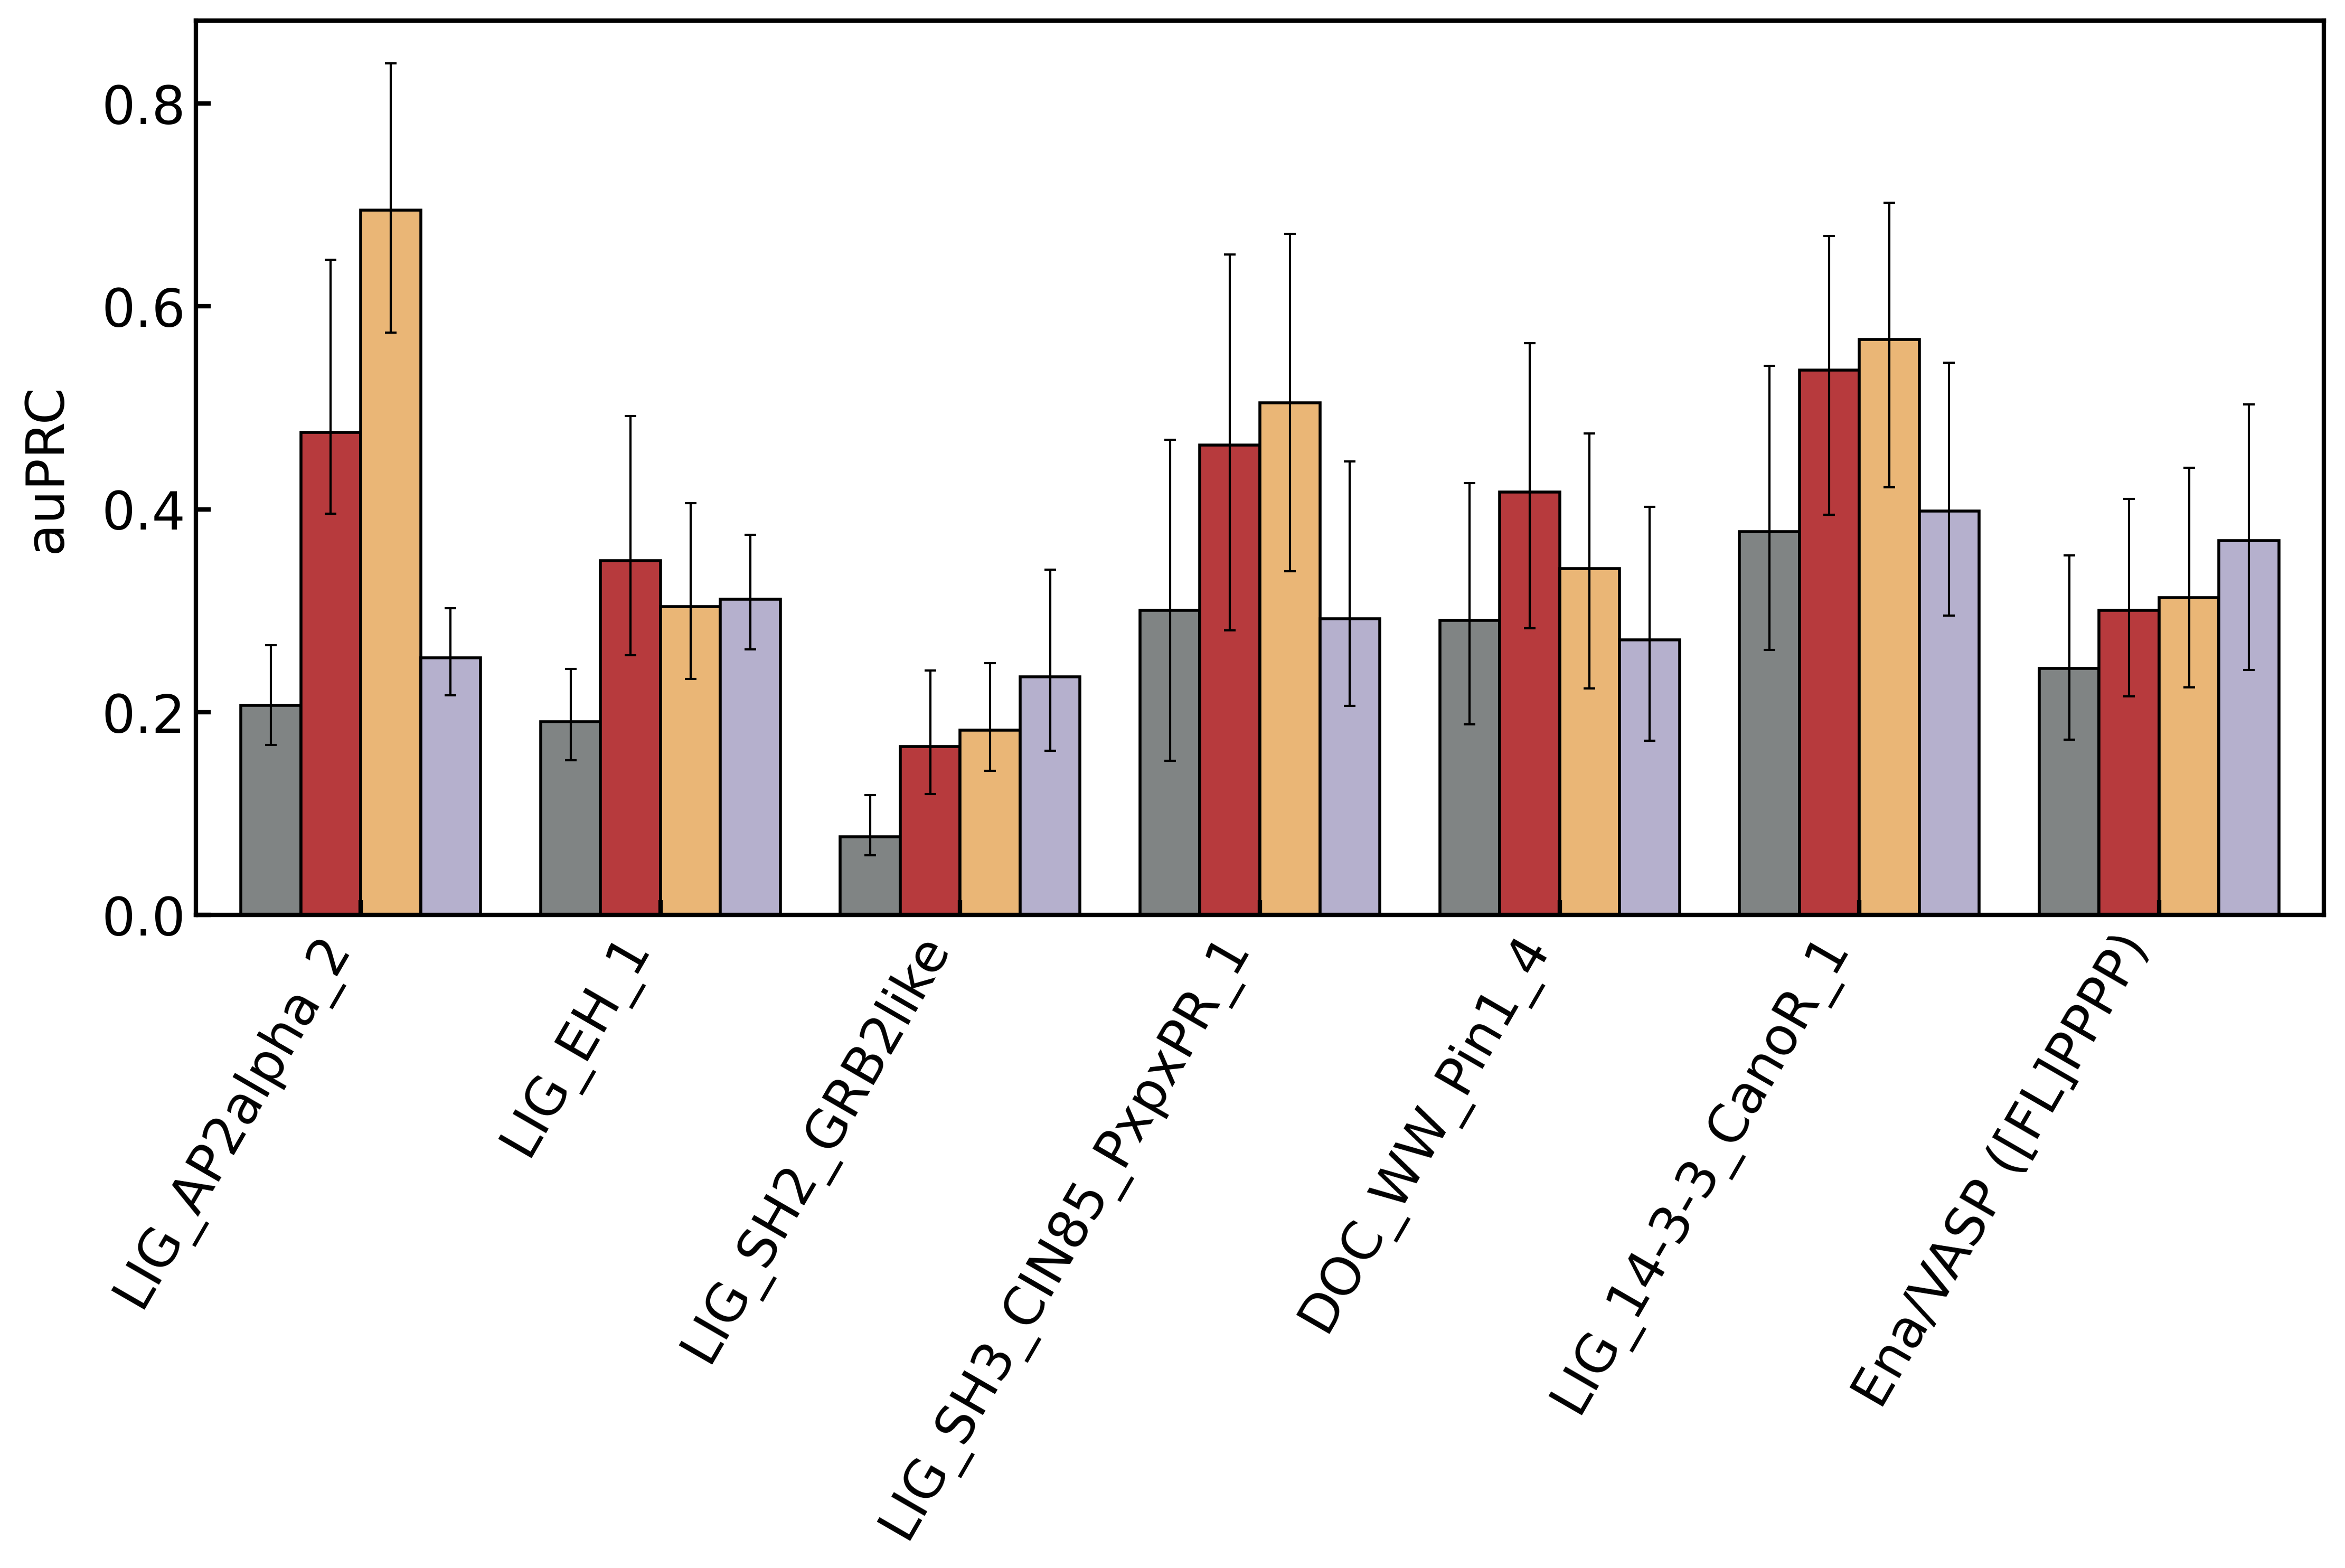 auPRC
0.8
0.6
0.4
0.2
0.0
LIG_AP2alpha_2
LIG_EH_1
LIG_SH2_GRB2like
LIG_SH3_CIN85_PxpxPR_1
DOC_WW_Pin1_4
LIG_14-3-3_CanoR_1
Ena/VASP ([FL]PPPP)